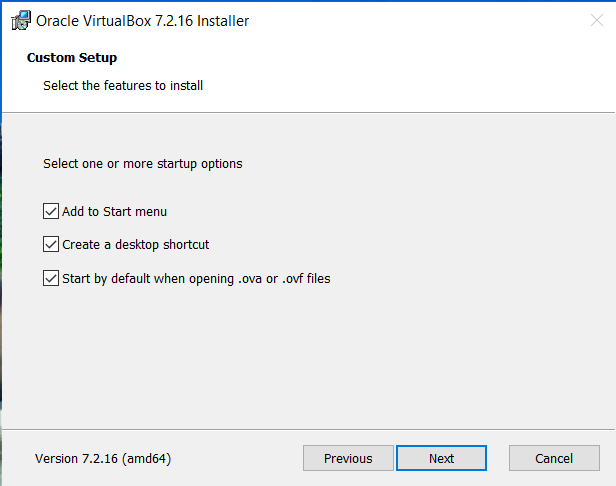 Oracle VirtualBox 7.2.16 Installer
Custom Setup
Select the features to install
Select one or more startup options
Add to Start menu
Create a desktop shortcut
Start by default when opening .ova or .ovf files
Version 7.2.16 (amd64)
Previous
Next
Cancel